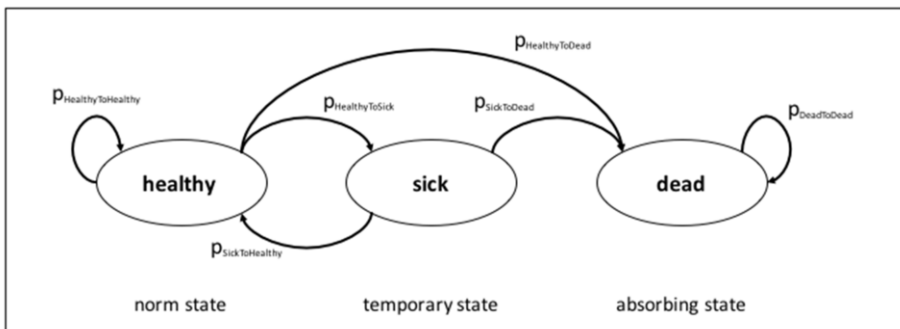 pHealthyToDead
pHealthyToHealthy
pHealthyToSick
pSickToDead
pDeadToDead
healthy
sick
dead
pSickToHealthy
norm state
temporary state
absorbing state